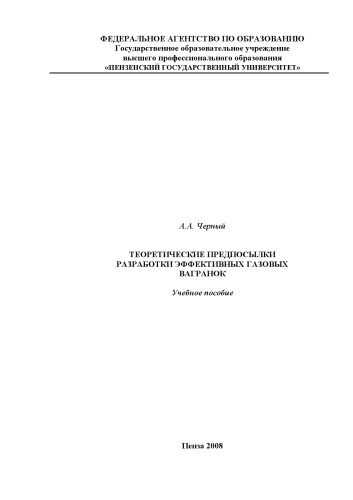 ФЕДЕРАЛЬНОЕ АГЕНТСТВО ПО ОБРАЗОВАНИЮ
Государственное образовательное учреждение
высшего профессионального образования
«ПЕНЗЕНСКИЙ ГОСУДАРСТВЕННЫЙ УНИВЕРСИТЕТ»
А.А. Черный
ТЕОРЕТИЧЕСКИЕ ПРЕДПОСЫЛКИ
РАЗРАБОТКИ ЭФФЕКТИВНЫХ ГАЗОВЫХ
ВАГРАНОК
Учебное пособие
Пенза 2008